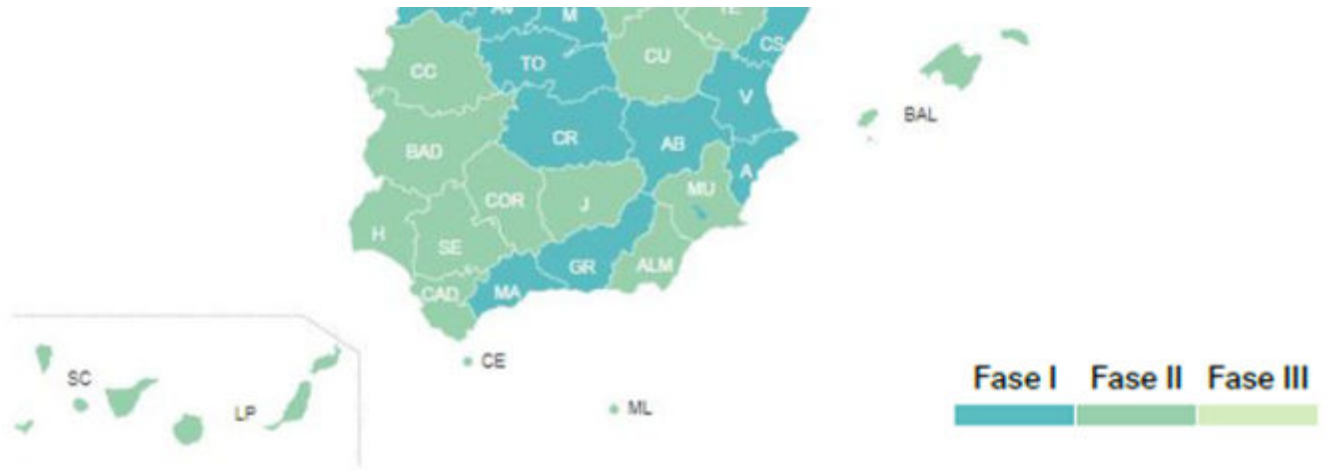 M
CS
CU
CC
TO
V
BAL
CR
AB
BAD
A
MU
COR
J
H
SE
GR
ALM
CAD
MA
CE
SC
LP
ML
Fase I Fase II Fase III